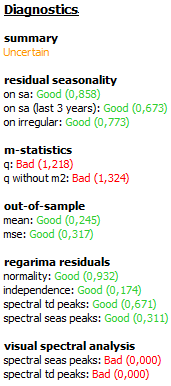 Diagnostics
summary
Uncertain
residual seasonality
on sa: Good (0,858)
on sa (last 3 years): Good (0,673)
on irregular: Good (0,773)
m-statistics
q: Bad (1,218)
q without m2: Bad (1,324)
out-of-sample
mean: Good (0,245)
mse: Good (0,317)
regarima residuals
normality: Good (0,932)
independence: Good (0,174)
spectral td peaks: Good (0,671)
spectral seas peaks: Good (0,311)
visual spectral analysis
spectral seas peaks: Bad (0,000)
spectral td peaks: Bad (0,000)